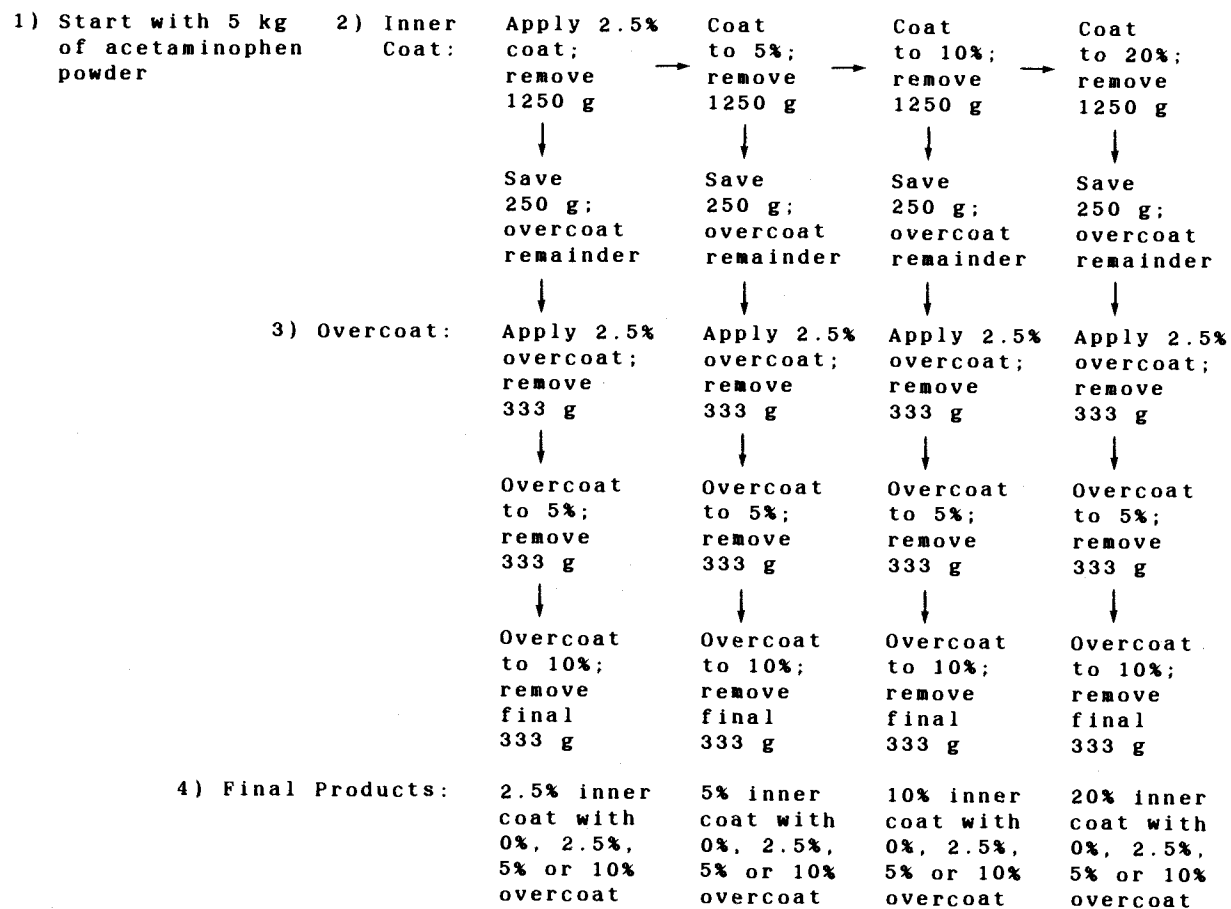 1) Start with 5 kg
of acetaminophen
powder
2) Inner
Coat:
Apply 2.5%
coat;
remove
1250 g
Coat
to 5%;
remove
1250 g
Coat
to 10%;
remove
1250 g
Coat
to 20%;
remove
1250 g
Save
250 g;
overcoat
remainder
Save
250 g;
overcoat
remainder
Save
250 g;
overcoat
remainder
Save
250 g;
overcoat
remainder
3) Overcoat:
Apply 2.5%
overcoat;
remove
333 g
Apply 2.5%
overcoat;
remove
333 g
Apply 2.5%
overcoat;
remove
333 g
Apply 2.5%
overcoat;
remove
333 g
Overcoat
to 5%;
remove
333 g
Overcoat
to 5%;
remove
333 g
Overcoat
to 5%;
remove
333 g
Overcoat
to 5%;
remove
333 g
Overcoat
to 10%;
remove
final
333 g
Overcoat
to 10%;
remove
final
333 g
Overcoat
to 10%;
remove
final
333 g
Overcoat
to 10%;
remove
final
333 g
4) Final Products:
2.5% inner
coat with
0%, 2.5%,
5% or 10%
overcoat
5% inner
coat with
0%, 2.5%,
5% or 10%
overcoat
10% inner
coat with
0%, 2.5%,
5% or 10%
overcoat
20% inner
coat with
0%, 2.5%,
5% or 10%
overcoat